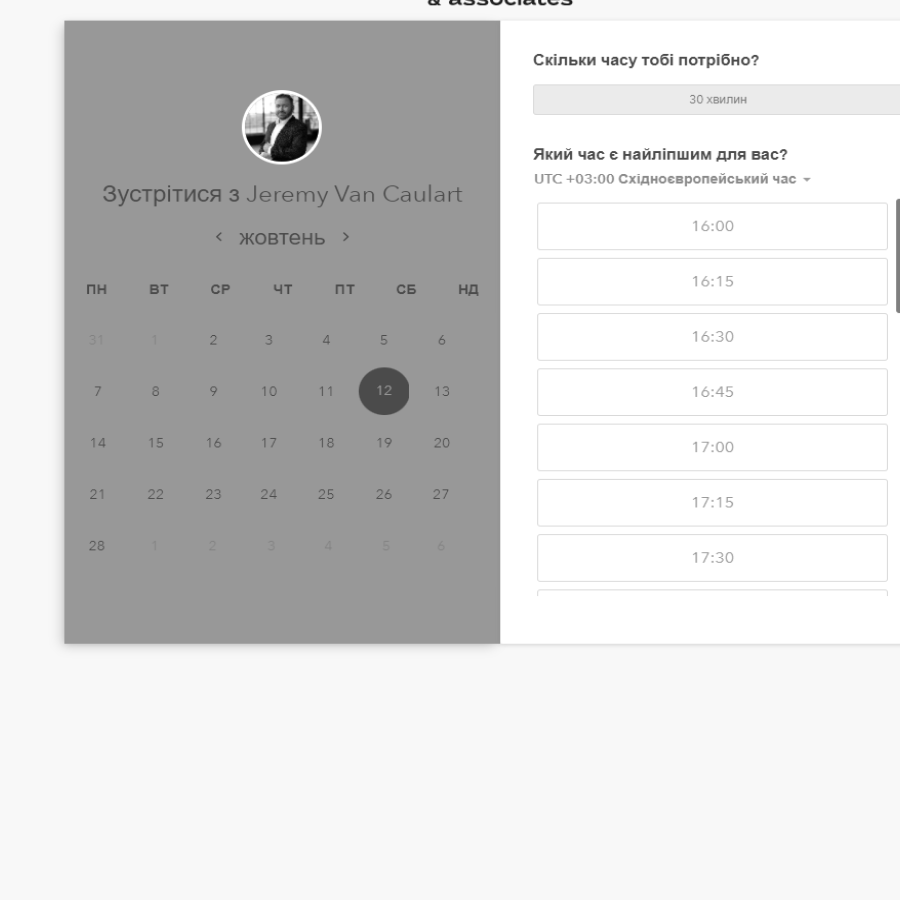 & associates
Зустрітися з Jeremy Van Caulart
жовтень
ПН ВТ СР ЧТ ПТ СБ НД
31 1 2 3 4 5 6
7 8 9 10 11 12 13
14 15 16 17 18 19 20
21 22 23 24 25 26 27
28 1 2 3 4 5 6
Скільки часу тобі потрібно?
30 хвилин
Який час є найліпшим для вас?
UTC +03:00 Східноєвропейський час
16:00
16:15
16:30
16:45
17:00
17:15
17:30